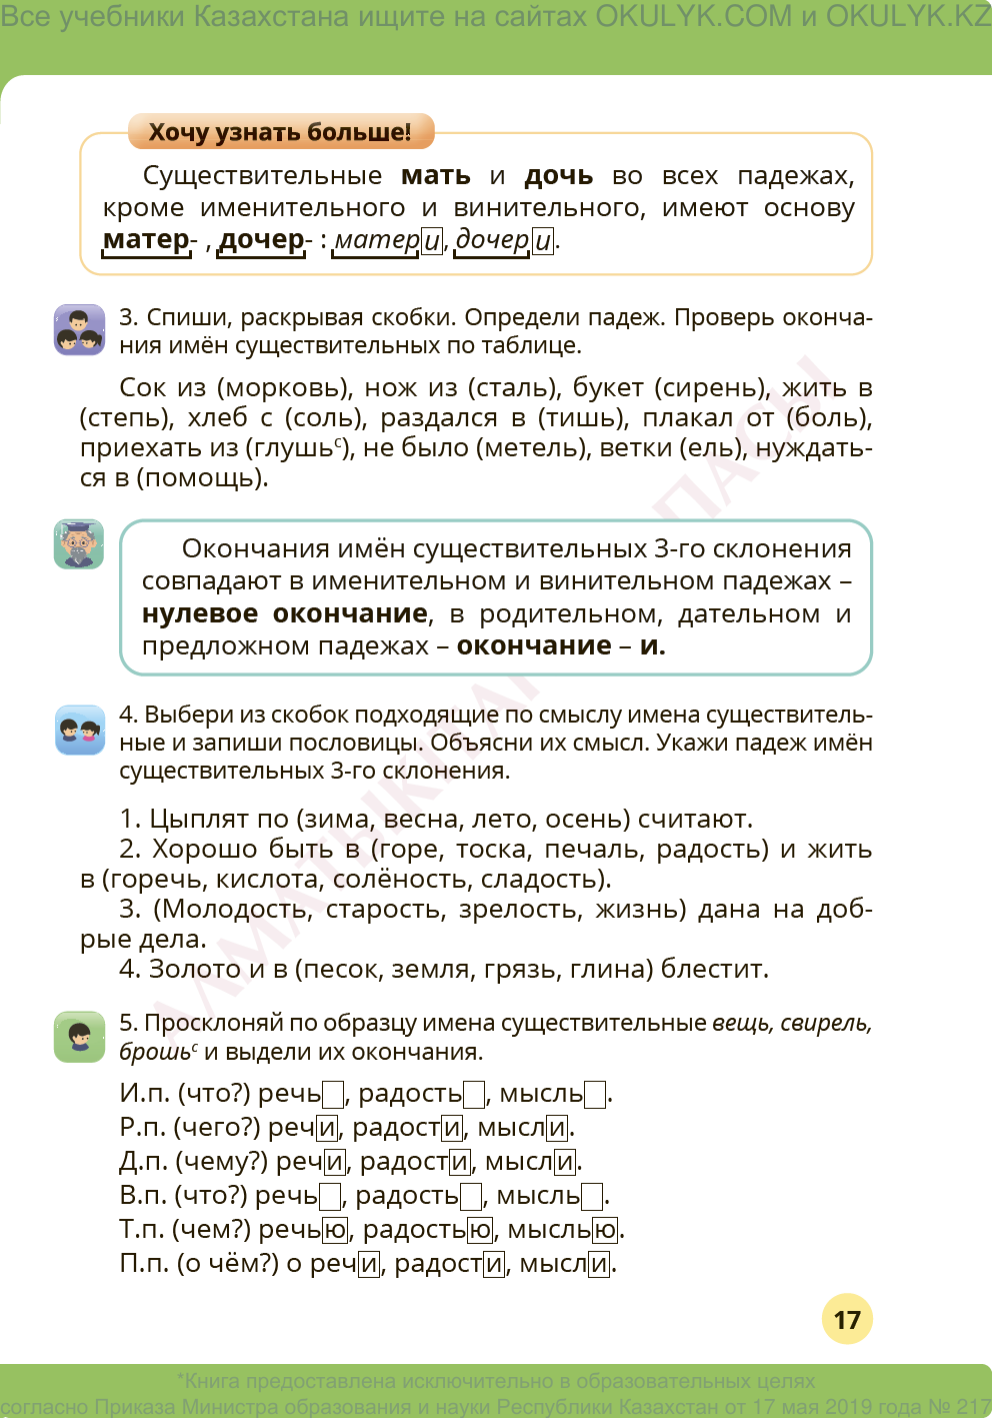 Все учебники Казахстана ищите на сайтах OKULYK.COM и OKULYK.KZ
Хочу узнать больше!
Существительные мать и дочь во всех падежах,
кроме именительного и винительного, имеют основу
матер- , дочер- : матери, дочери.
3. Спиши, раскрывая скобки. Определи падеж. Проверь оконча-
ния имён существительных по таблице.
Сок из (морковь), нож из (сталь), букет (сирень), жить в
(степь), хлеб с (соль), раздался в (тишь), плакал от (боль),
приехать из (глушьᶜ), не было (метель), ветки (ель), нуждать-
ся в (помощь).
Окончания имён существительных 3-го склонения
совпадают в именительном и винительном падежах –
нулевое окончание, в родительном, дательном и
предложном падежах – окончание – и.
4. Выбери из скобок подходящие по смыслу имена существитель-
ные и запиши пословицы. Объясни их смысл. Укажи падеж имён
существительных 3-го склонения.
1. Цыплят по (зима, весна, лето, осень) считают.
2. Хорошо быть в (горе, тоска, печаль, радость) и жить
в (горечь, кислота, солёность, сладость).
3. (Молодость, старость, зрелость, жизнь) дана на доб-
рые дела.
4. Золото и в (песок, земля, грязь, глина) блестит.
5. Просклоняй по образцу имена существительные вещь, свирель,
брошьᶜ и выдели их окончания.
И.п. (что?) речь, радость, мысль.
Р.п. (чего?) речи, радости, мысли.
Д.п. (чему?) речи, радости, мысли.
В.п. (что?) речь, радость, мысль.
Т.п. (чем?) речью, радостью, мыслью.
П.п. (о чём?) о речи, радости, мысли.
17
*Книга предоставлена исключительно в образовательных целях
согласно Приказа Министра образования и науки Республики Казахстан от 17 мая 2019 года № 217